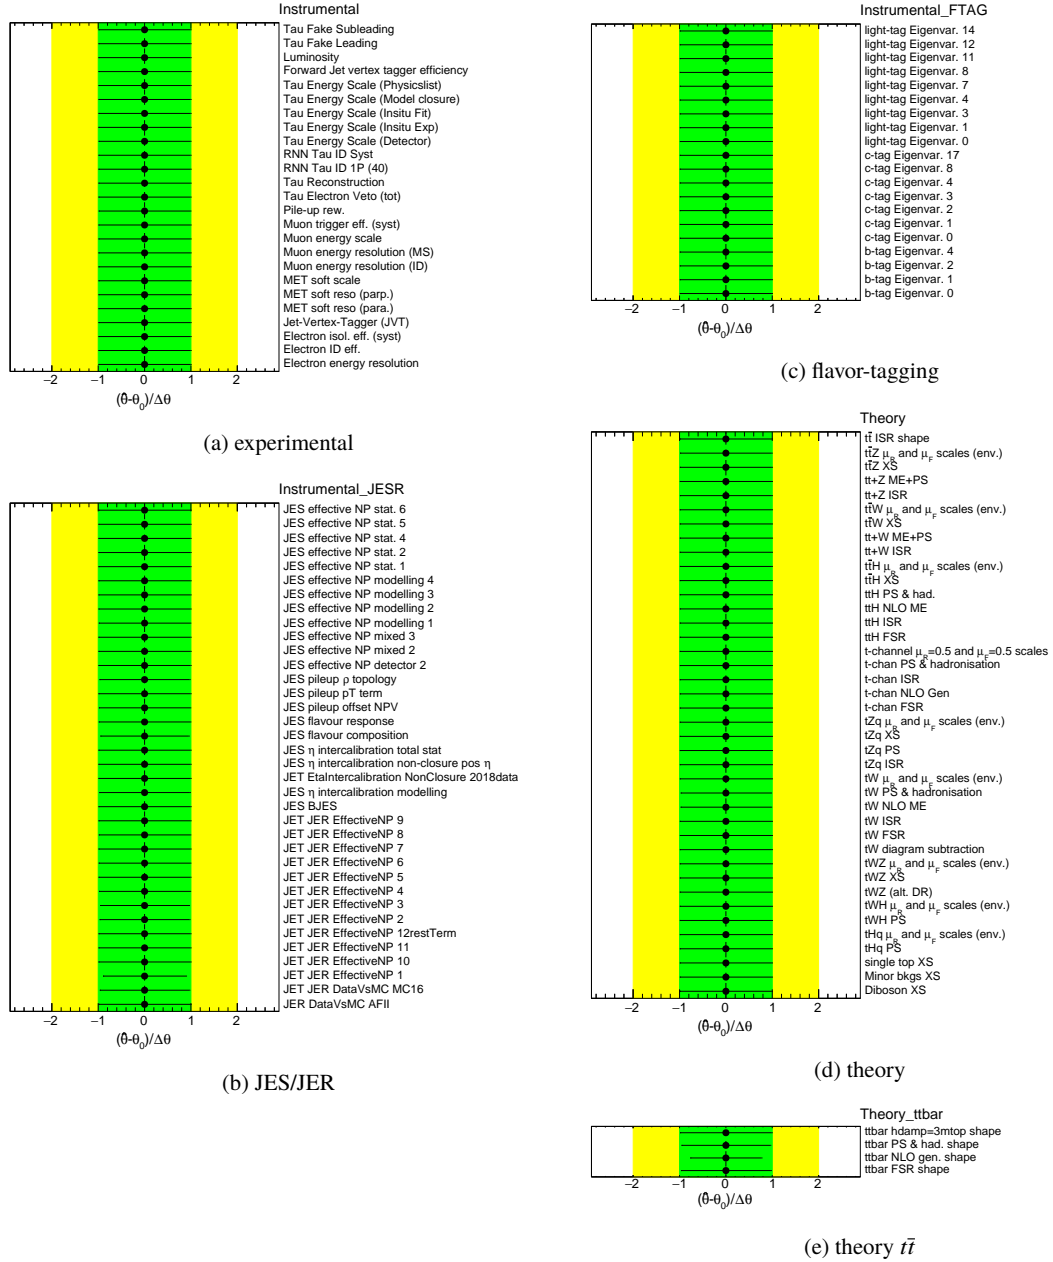 Instrumental
Tau Fake Subleading
Tau Fake Leading
Luminosity
Forward Jet vertex tagger efficiency
Tau Energy Scale (Physicslist)
Tau Energy Scale (Model closure)
Tau Energy Scale (Insitu Fit)
Tau Energy Scale (Insitu Exp)
Tau Energy Scale (Detector)
RNN Tau ID Syst
RNN Tau ID 1P (40)
Tau Reconstruction
Tau Electron Veto (tot)
Pile-up rew.
Muon trigger eff. (syst)
Muon energy scale
Muon energy resolution (MS)
Muon energy resolution (ID)
MET soft scale
MET soft reso (parp.)
MET soft reso (para.)
Jet-Vertex-Tagger (JVT)
Electron isol. eff. (syst)
Electron ID eff.
Electron energy resolution
−2 −1 0 1 2
(θ̂-θ₀)/Δθ
(a) experimental
Instrumental_JESR
JES effective NP stat. 6
JES effective NP stat. 5
JES effective NP stat. 4
JES effective NP stat. 2
JES effective NP stat. 1
JES effective NP modelling 4
JES effective NP modelling 3
JES effective NP modelling 2
JES effective NP modelling 1
JES effective NP mixed 3
JES effective NP mixed 2
JES effective NP detector 2
JES pileup ρ topology
JES pileup pT term
JES pileup offset NPV
JES flavour response
JES flavour composition
JES η intercalibration total stat
JES η intercalibration non-closure pos η
JET EtaIntercalibration NonClosure 2018data
JES η intercalibration modelling
JES BJES
JET JER EffectiveNP 9
JET JER EffectiveNP 8
JET JER EffectiveNP 7
JET JER EffectiveNP 6
JET JER EffectiveNP 5
JET JER EffectiveNP 4
JET JER EffectiveNP 3
JET JER EffectiveNP 2
JET JER EffectiveNP 12restTerm
JET JER EffectiveNP 11
JET JER EffectiveNP 10
JET JER EffectiveNP 1
JET JER DataVsMC MC16
JER DataVsMC AFII
−2 −1 0 1 2
(θ̂-θ₀)/Δθ
(b) JES/JER
Instrumental_FTAG
light-tag Eigenvar. 14
light-tag Eigenvar. 12
light-tag Eigenvar. 11
light-tag Eigenvar. 8
light-tag Eigenvar. 7
light-tag Eigenvar. 4
light-tag Eigenvar. 3
light-tag Eigenvar. 1
light-tag Eigenvar. 0
c-tag Eigenvar. 17
c-tag Eigenvar. 8
c-tag Eigenvar. 4
c-tag Eigenvar. 3
c-tag Eigenvar. 2
c-tag Eigenvar. 1
c-tag Eigenvar. 0
b-tag Eigenvar. 4
b-tag Eigenvar. 2
b-tag Eigenvar. 1
b-tag Eigenvar. 0
−2 −1 0 1 2
(θ̂-θ₀)/Δθ
(c) flavor-tagging
Theory
tt̄ ISR shape
tt̄Z μ_R and μ_F scales (env.)
tt̄Z XS
tt+Z ME+PS
tt+Z ISR
tt̄W μ_R and μ_F scales (env.)
tt̄W XS
tt+W ME+PS
tt+W ISR
tt̄H μ_R and μ_F scales (env.)
tt̄H XS
ttH PS & had.
ttH NLO ME
ttH ISR
ttH FSR
t-channel μ_R=0.5 and μ_F=0.5 scales
t-chan PS & hadronisation
t-chan ISR
t-chan NLO Gen
t-chan FSR
tZq μ_R and μ_F scales (env.)
tZq XS
tZq PS
tZq ISR
tW μ_R and μ_F scales (env.)
tW PS & hadronisation
tW NLO ME
tW ISR
tW FSR
tW diagram subtraction
tWZ μ_R and μ_F scales (env.)
tWZ XS
tWZ (alt. DR)
tWH μ_R and μ_F scales (env.)
tWH PS
tHq μ_R and μ_F scales (env.)
tHq PS
single top XS
Minor bkgs XS
Diboson XS
−2 −1 0 1 2
(θ̂-θ₀)/Δθ
(d) theory
Theory_ttbar
ttbar hdamp=3mtop shape
ttbar PS & had. shape
ttbar NLO gen. shape
ttbar FSR shape
−2 −1 0 1 2
(θ̂-θ₀)/Δθ
(e) theory tt̄